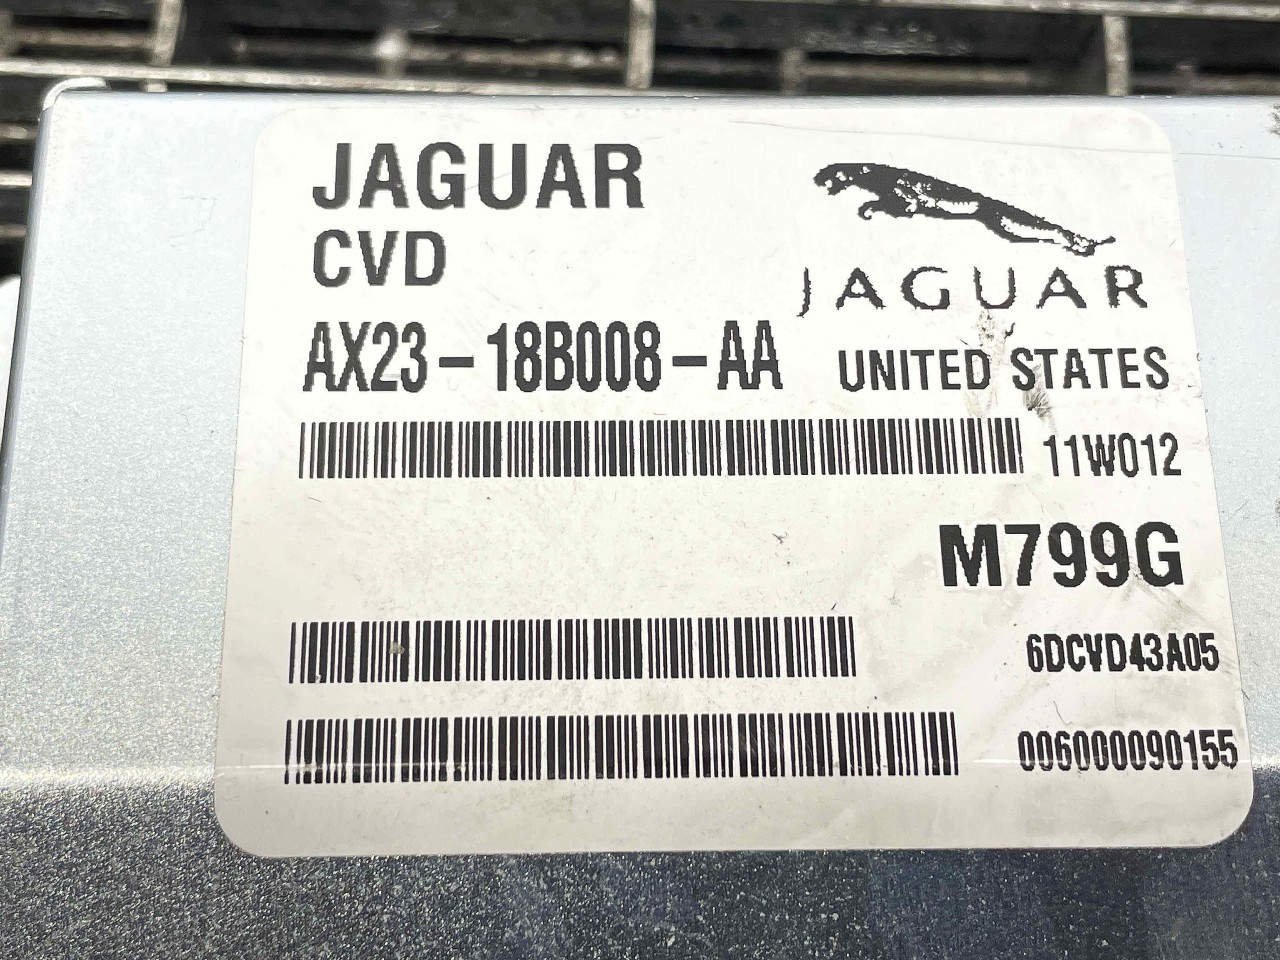 JAGUAR
CVD
JAGUAR
AX23-18B008-AA
UNITED STATES
11W012
M799G
6DCVD43A05
006000090155